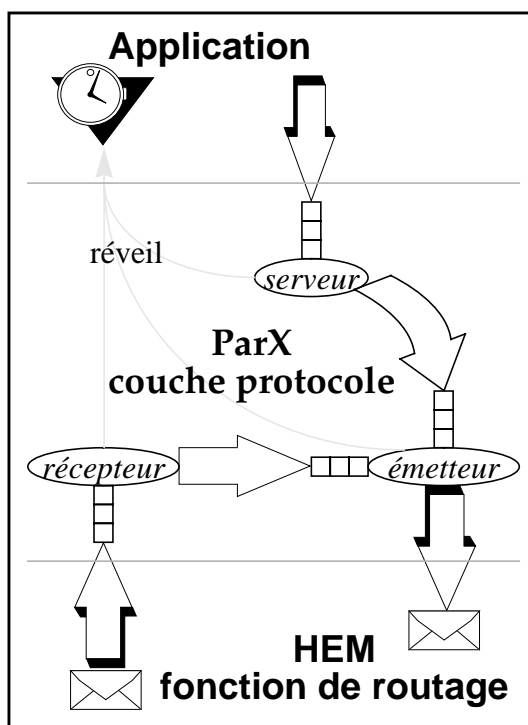 Application
réveil
serveur
ParX
couche protocole
récepteur
émetteur
HEM
fonction de routage